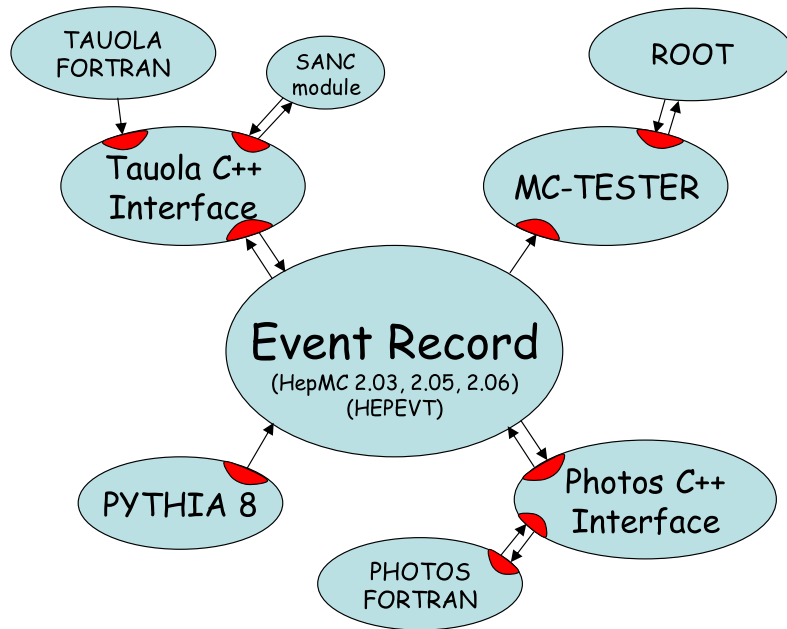 TAUOLA
FORTRAN
SANC
module
ROOT
Tauola C++
Interface
MC-TESTER
Event Record
(HepMC 2.03, 2.05, 2.06)
(HEPEVT)
PYTHIA 8
Photos C++
Interface
PHOTOS
FORTRAN